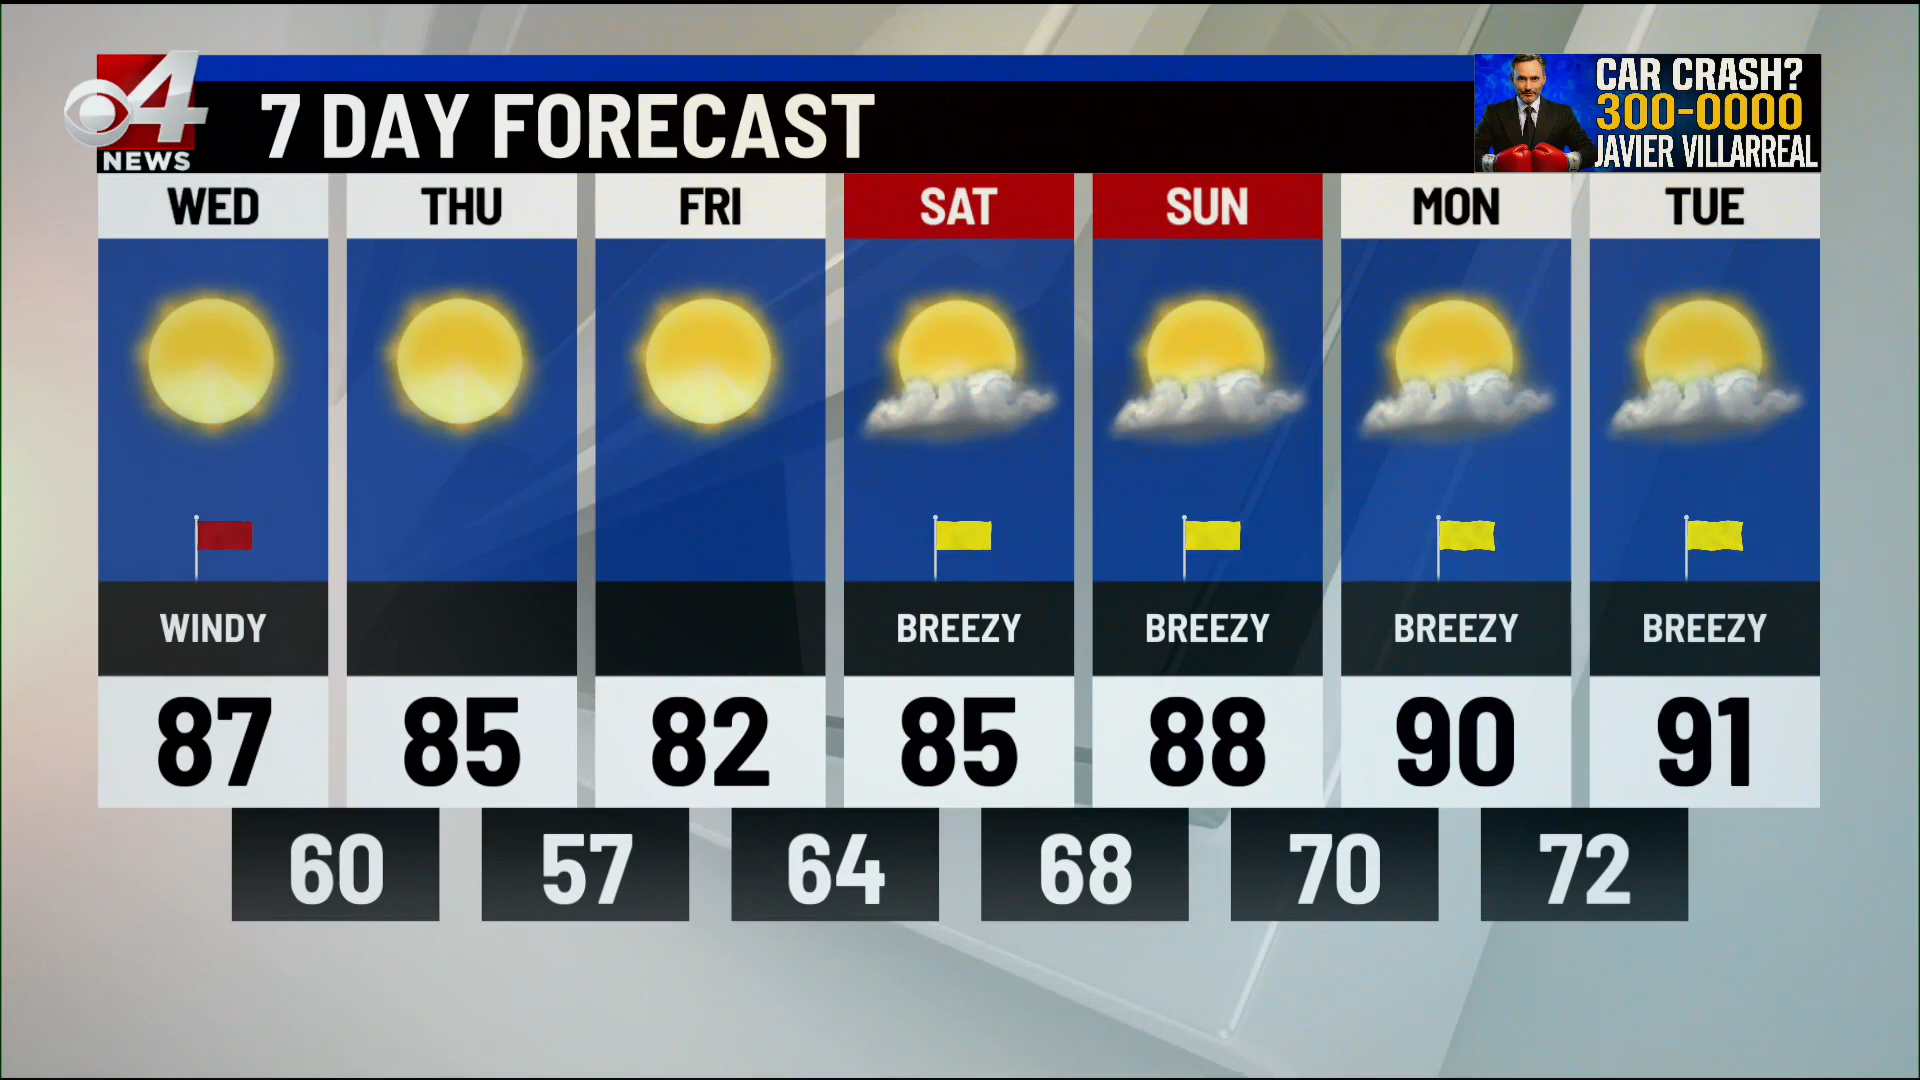 4
NEWS
7 DAY FORECAST
CAR CRASH?
300-0000
JAVIER VILLARREAL
WED THU FRI SAT SUN MON TUE
WINDY BREEZY BREEZY BREEZY BREEZY
87 85 82 85 88 90 91
60 57 64 68 70 72